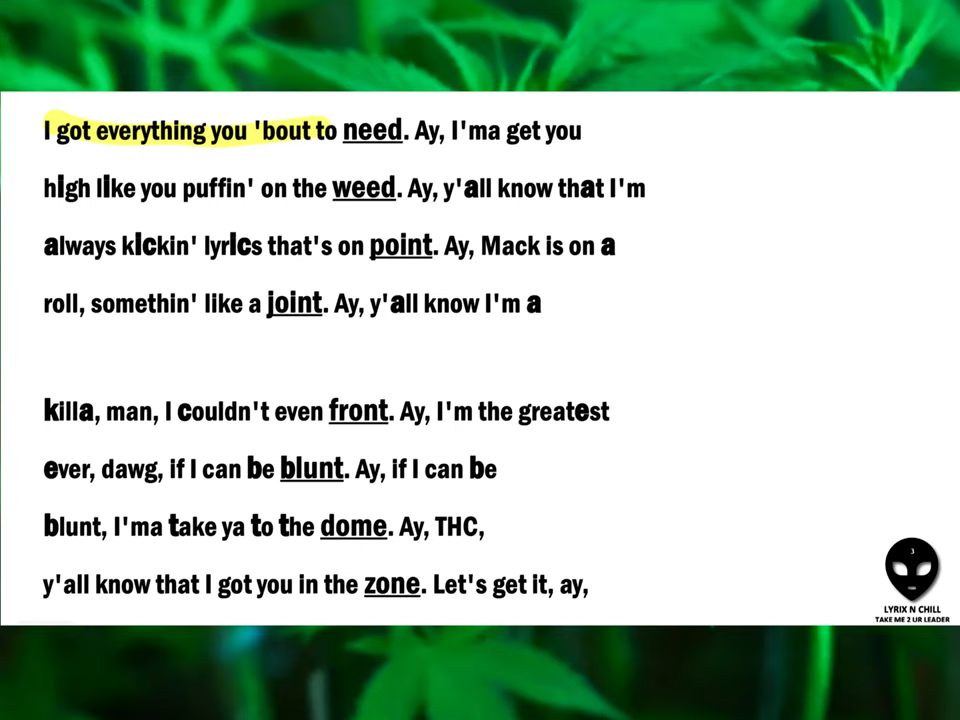 I got everything you 'bout to need. Ay, I'ma get you
high like you puffin' on the weed. Ay, y'all know that I'm
always kIckin' lyrIcs that's on point. Ay, Mack is on a
roll, somethin' like a joint. Ay, y'all know I'm a
killa, man, I couldn't even front. Ay, I'm the greatest
ever, dawg, if I can be blunt. Ay, if I can be
blunt, I'ma take ya to the dome. Ay, THC,
y'all know that I got you in the zone. Let's get it, ay,
3
LYRIX N CHILL
TAKE ME 2 UR LEADER